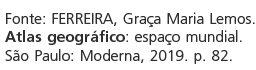 Fonte: FERREIRA, Graça Maria Lemos.
Atlas geográfico: espaço mundial.
São Paulo: Moderna, 2019. p. 82.